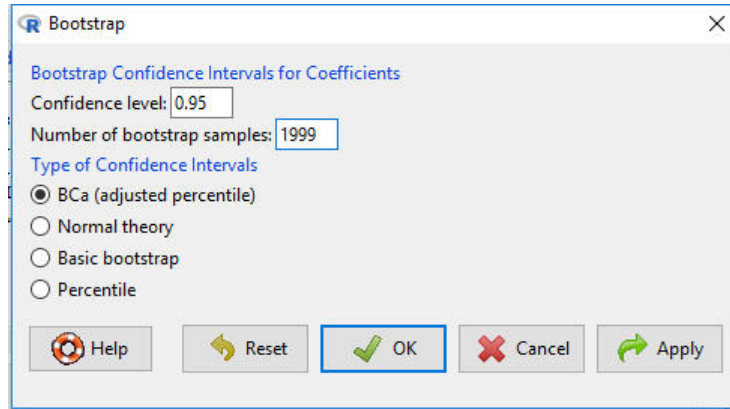 Bootstrap
Bootstrap Confidence Intervals for Coefficients
Confidence level: 0.95
Number of bootstrap samples: 1999
Type of Confidence Intervals
BCa (adjusted percentile)
Normal theory
Basic bootstrap
Percentile
Help Reset OK Cancel Apply